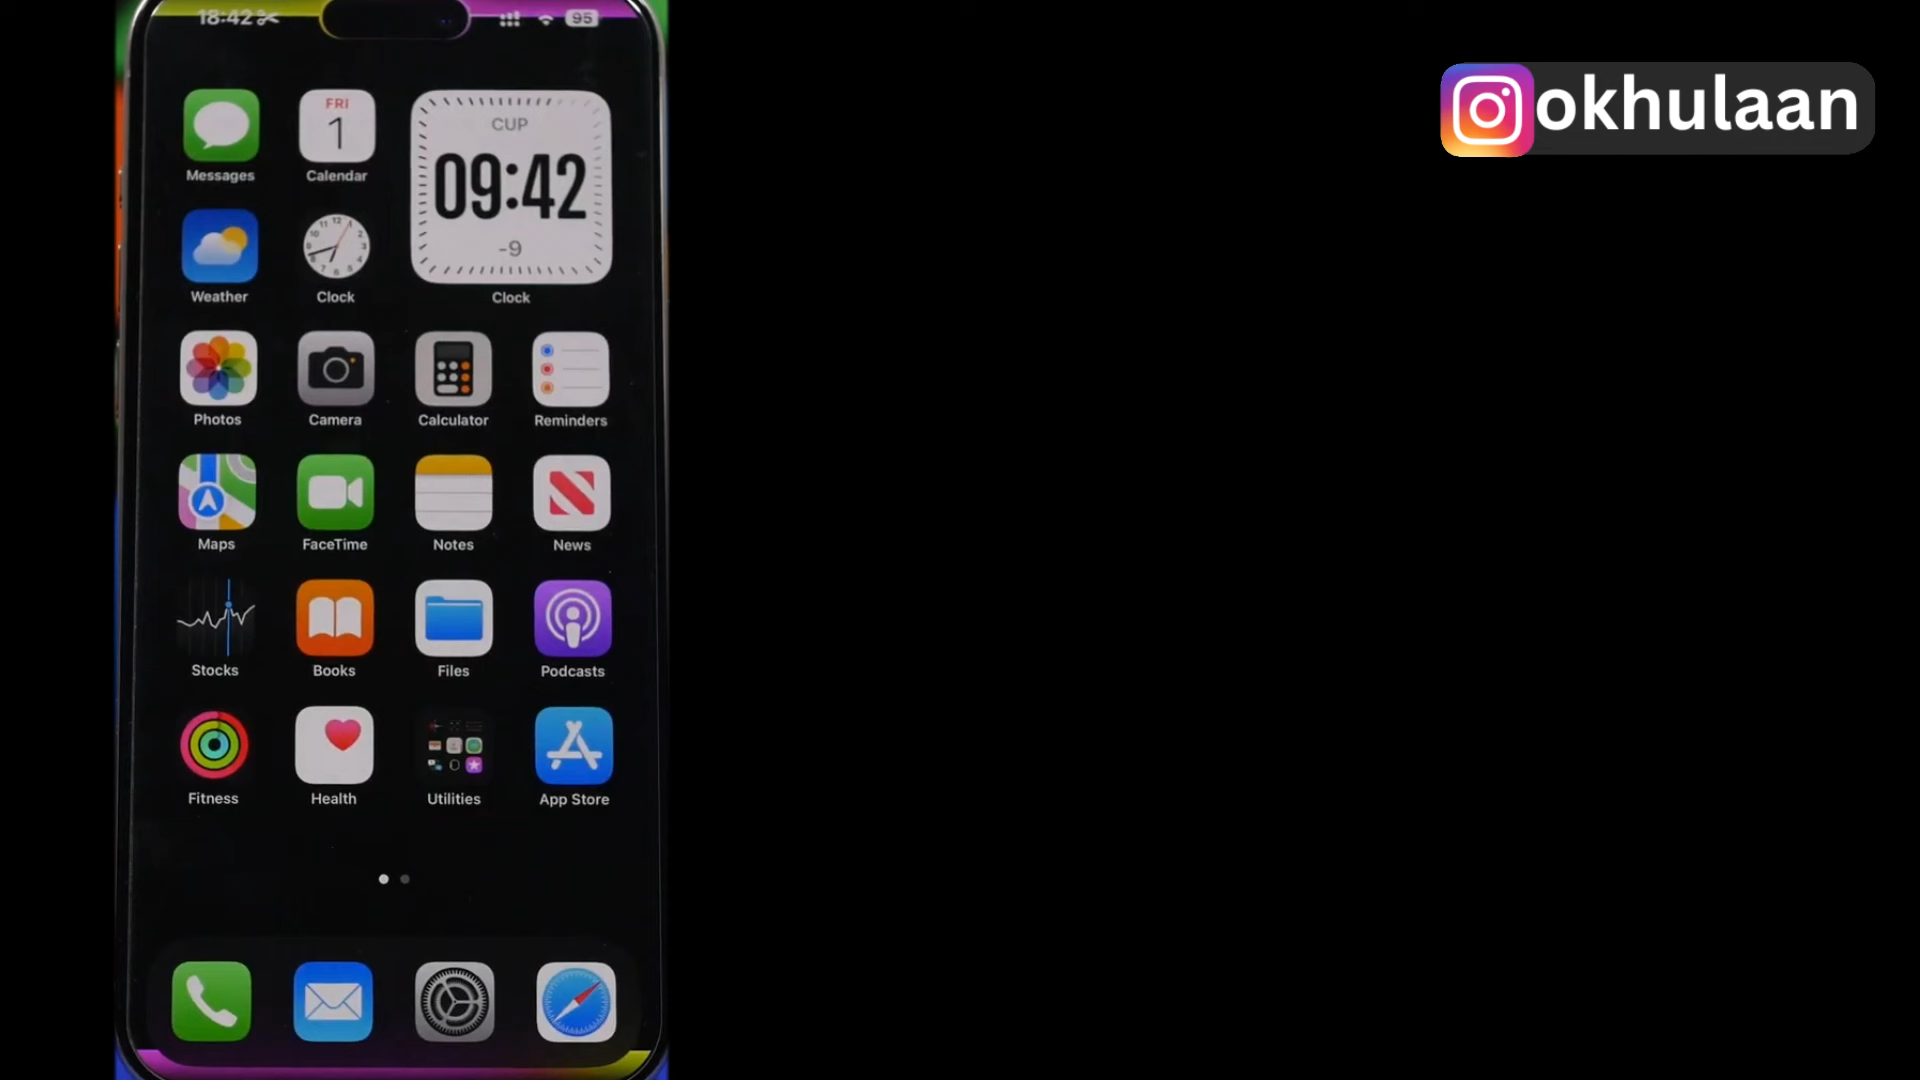 18:42
95
okhulaan
FRI
1
CUP
09:42
-9
Messages
Calendar
Weather
Clock
Clock
Photos
Camera
Calculator
Reminders
Maps
FaceTime
Notes
News
Stocks
Books
Files
Podcasts
Fitness
Health
Utilities
App Store